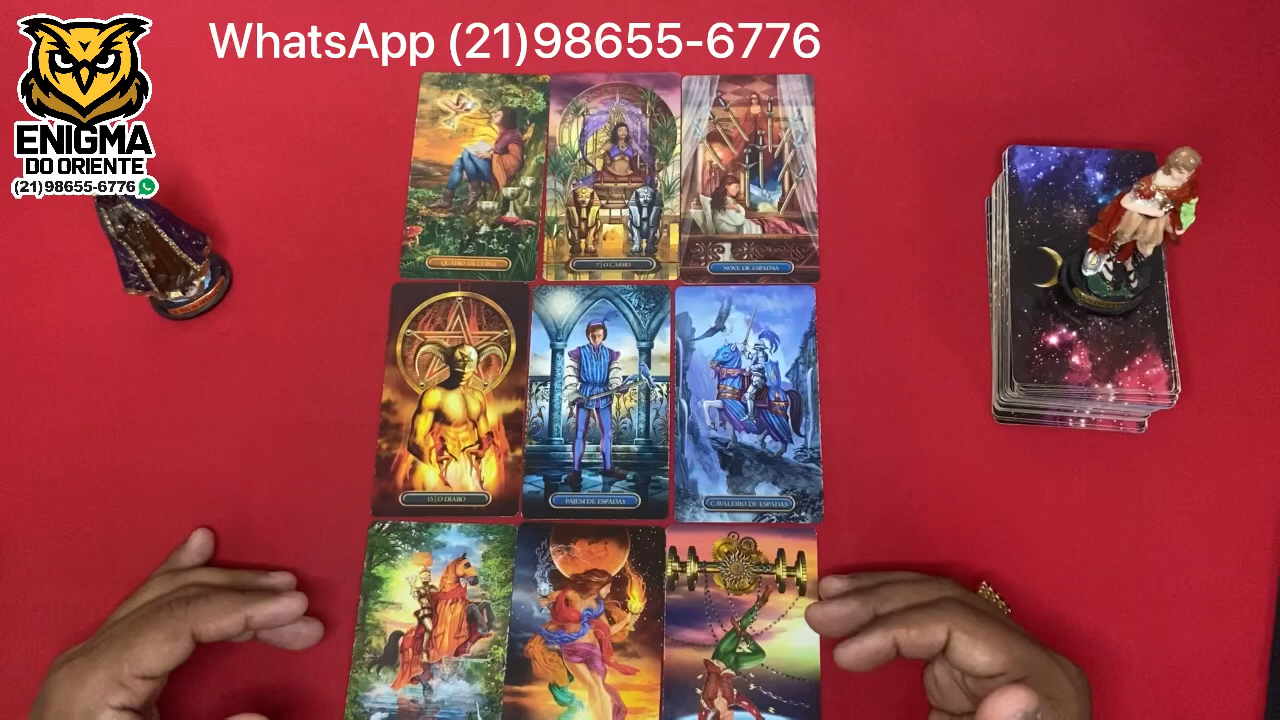 WhatsApp (21)98655-6776
ENIGMA
DO ORIENTE
(21)98655-6776
QUATRO DE COPAS
7 | O CARRO
NOVE DE ESPADAS
15 | O DIABO
PAJEM DE ESPADAS
CAVALEIRO DE ESPADAS